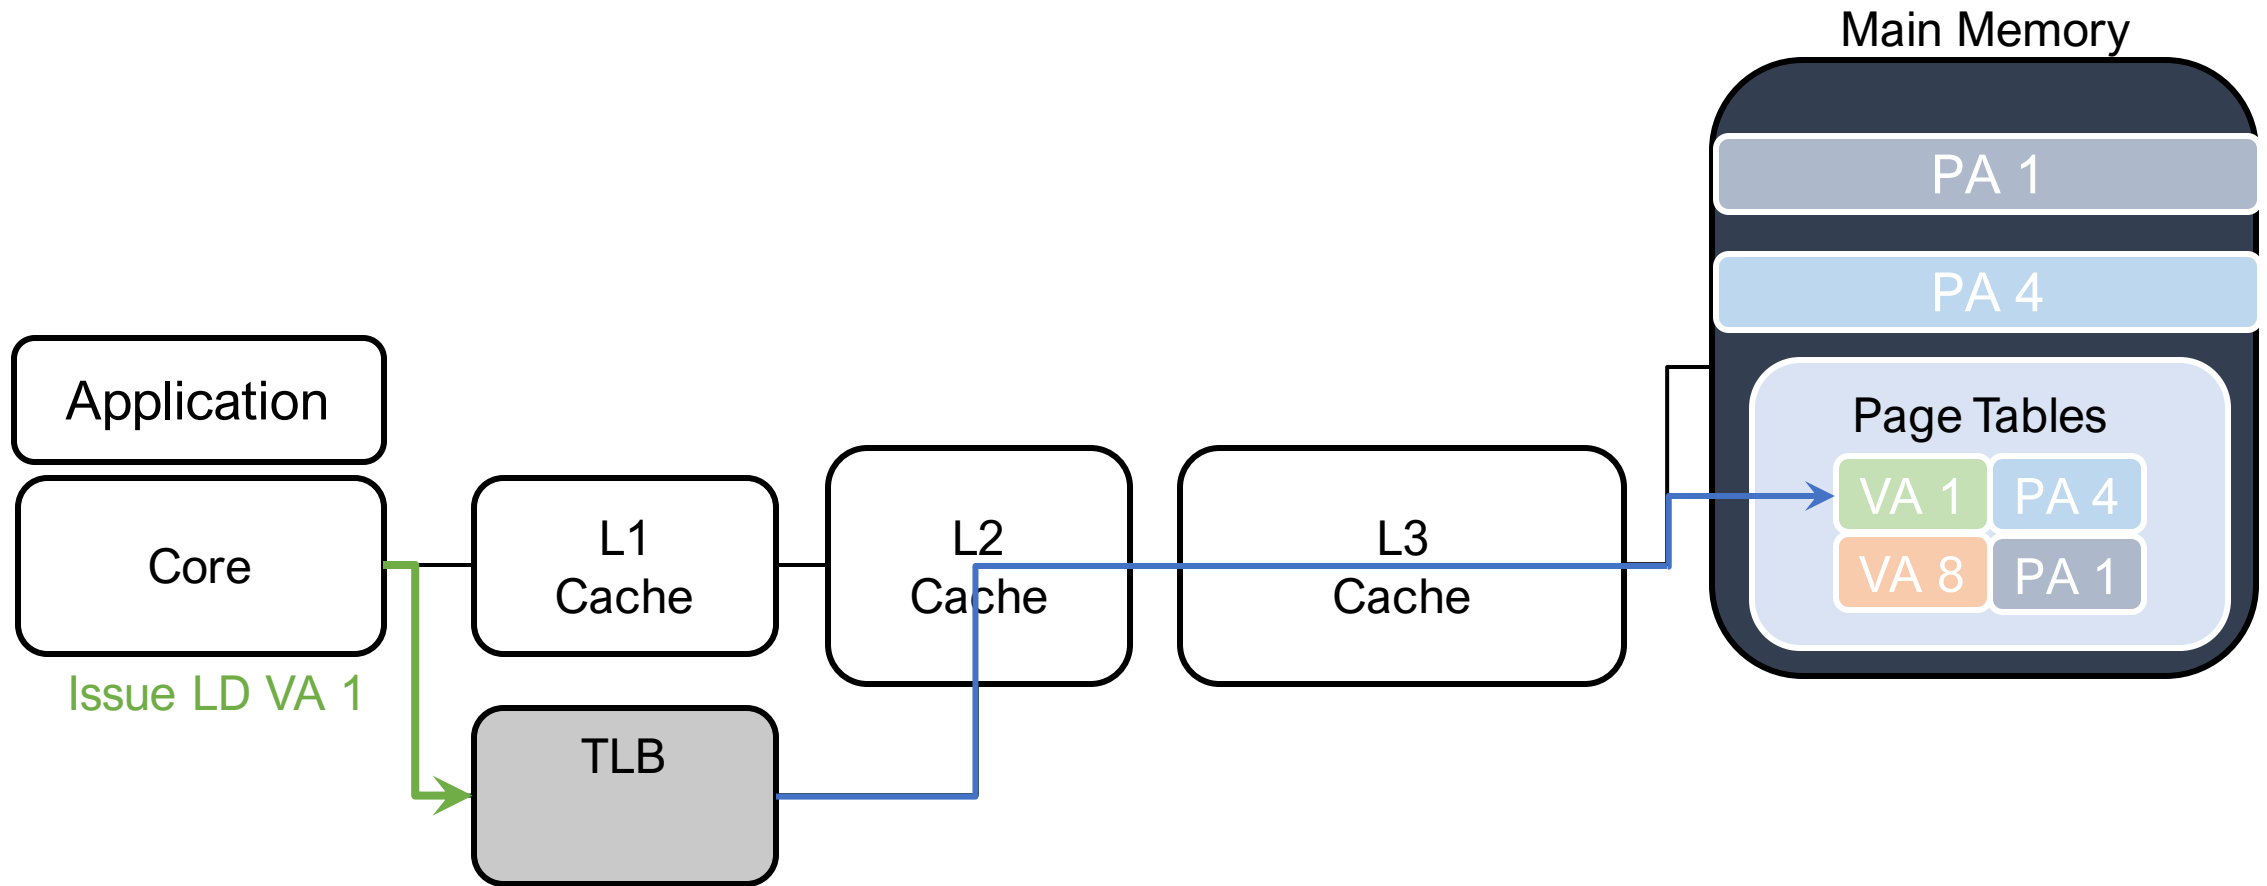 Main Memory
PA 1
PA 4
Application
Page Tables
VA 1
PA 4
Core
L1
Cache
L2
Cache
L3
Cache
VA 8
PA 1
Issue LD VA 1
TLB